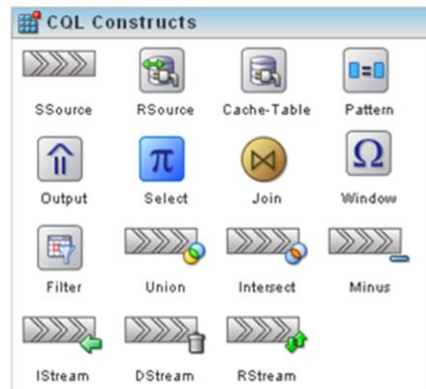 CQL Constructs
SSource RSource Cache-Table Pattern
π Ω
Output Select Join Window
Filter Union Intersect Minus
IStream DStream RStream